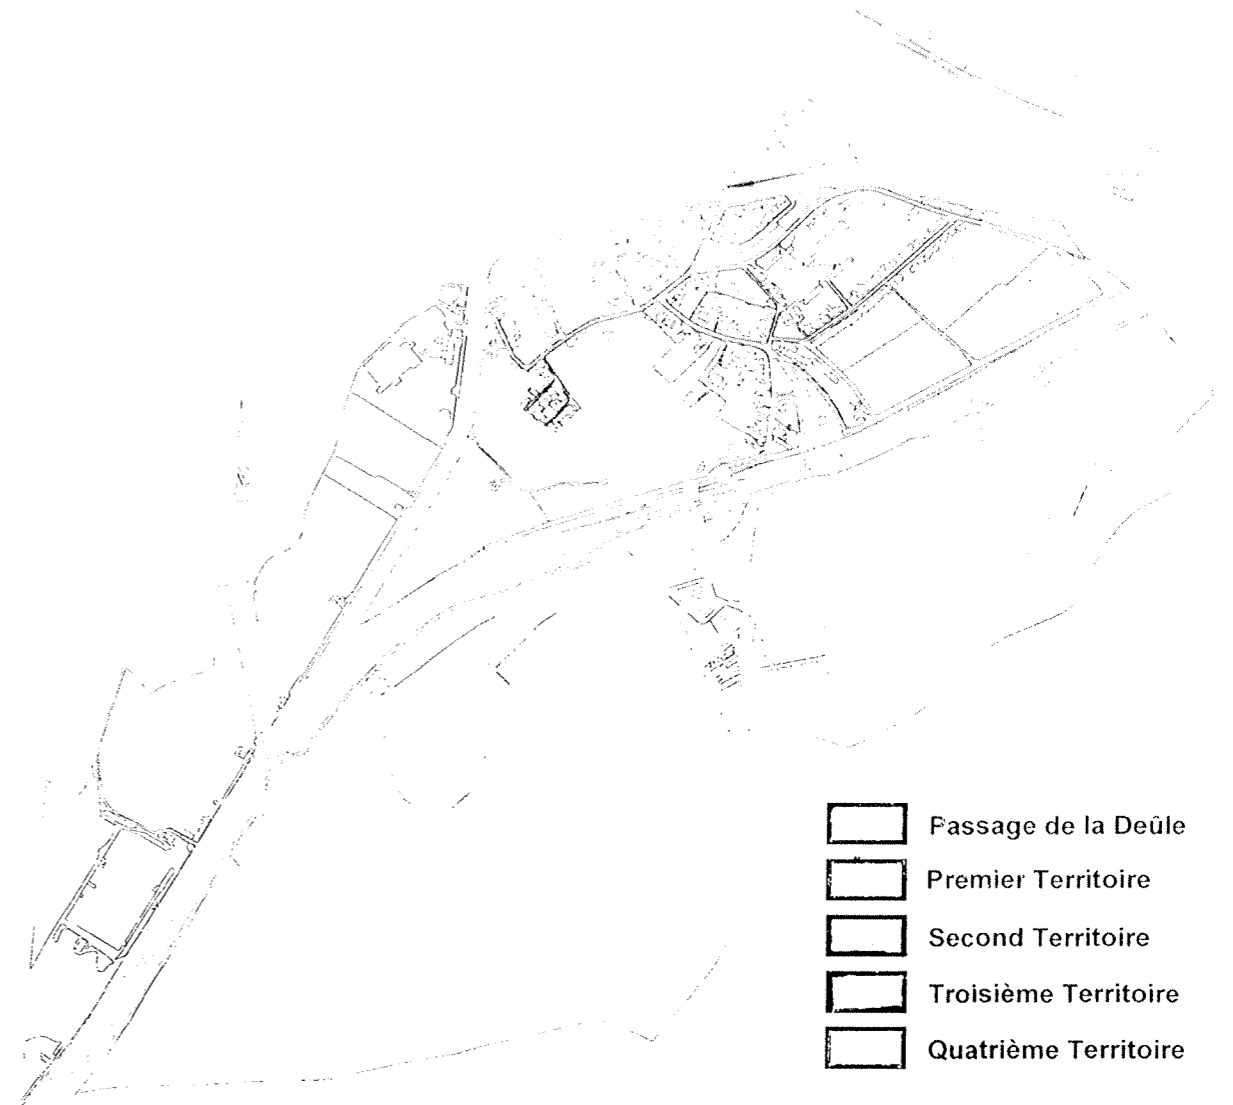 Passage de la Deûle
Premier Territoire
Second Territoire
Troisième Territoire
Quatrième Territoire